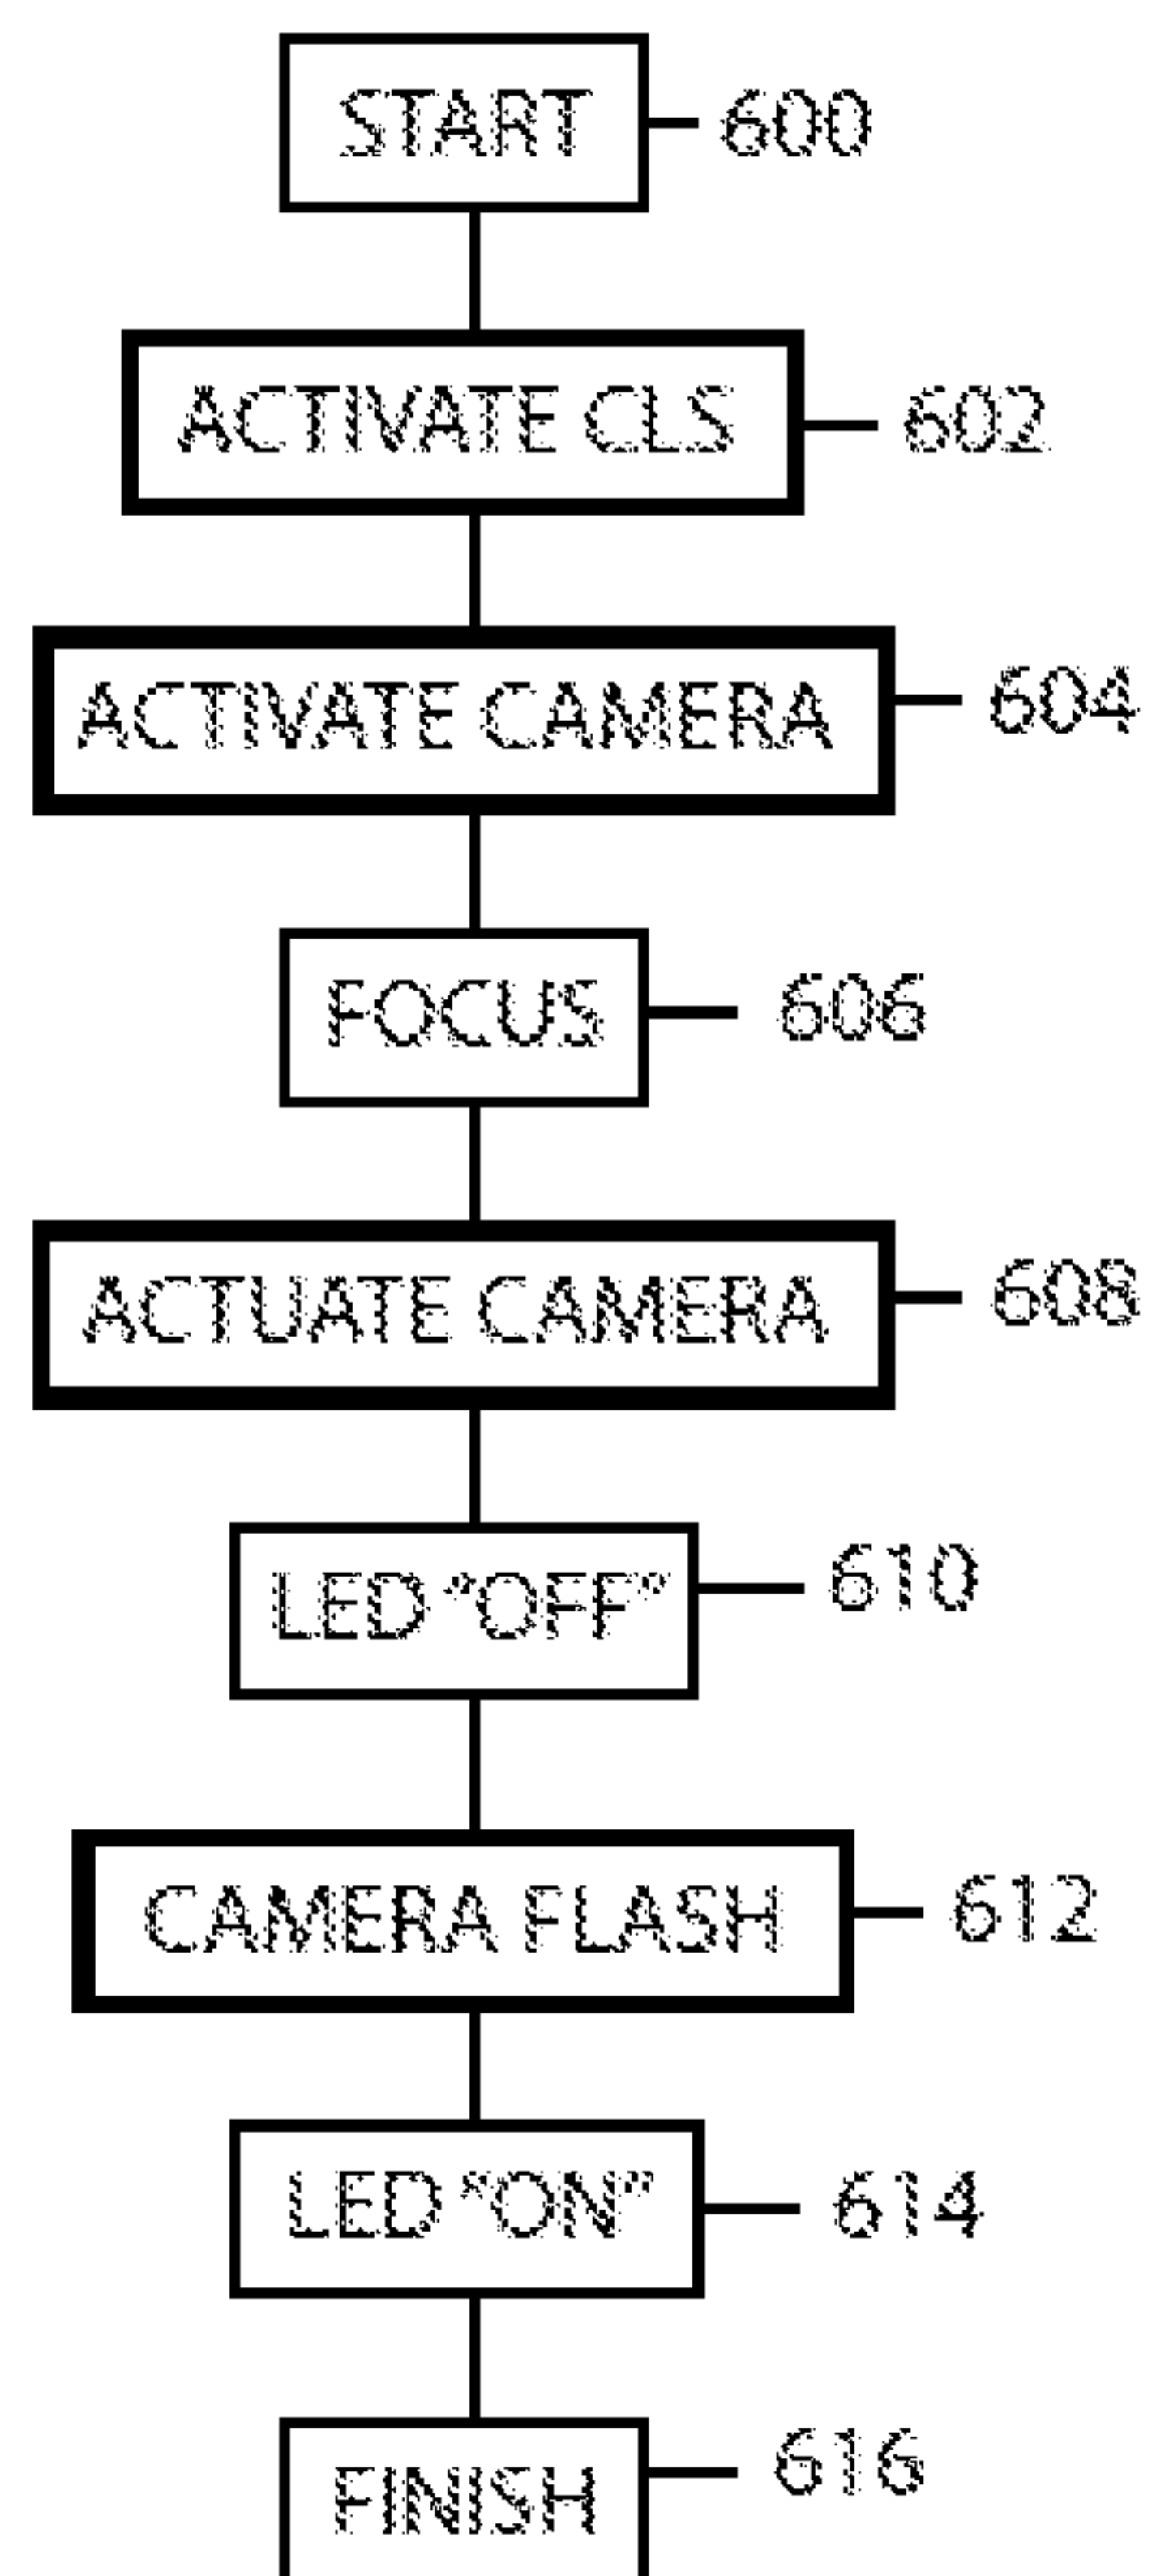 START 600
ACTIVATE CLS 602
ACTIVATE CAMERA 604
FOCUS 606
ACTUATE CAMERA 608
LED "OFF" 610
CAMERA FLASH 612
LED "ON" 614
FINISH 616